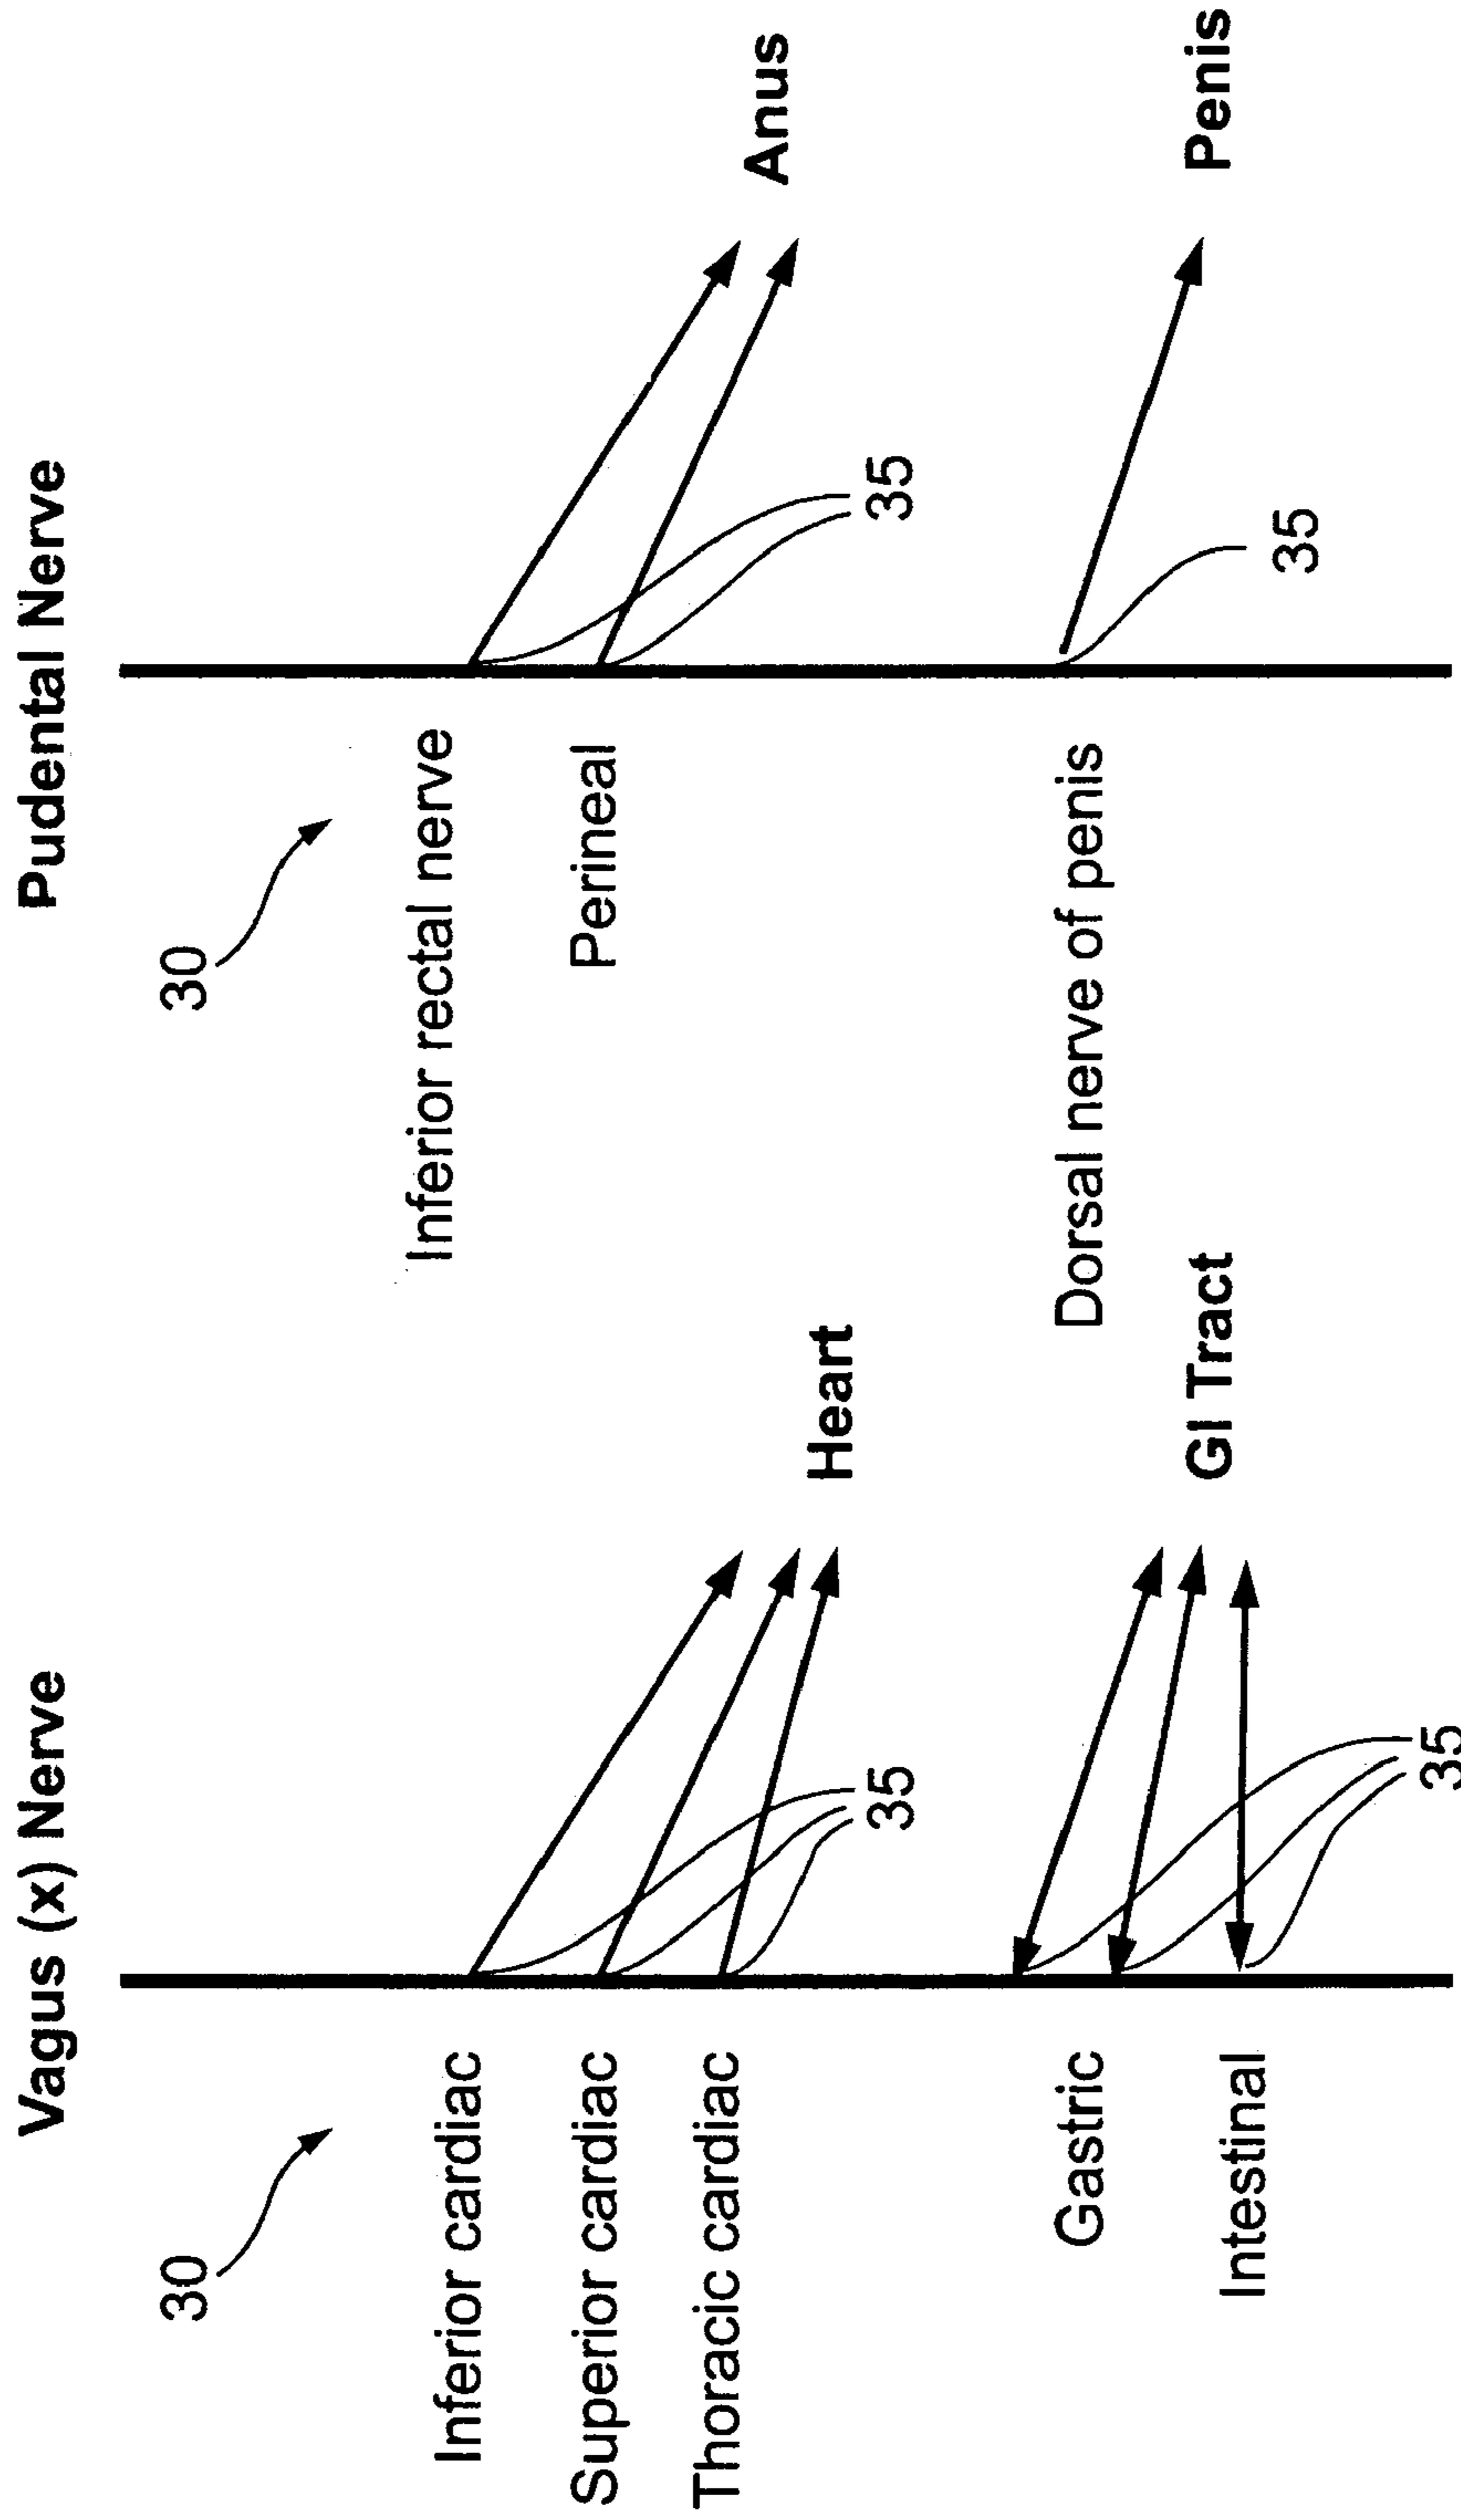 Vagus (x) Nerve
30
Inferior cardiac
Superior cardiac
Thoracic cardiac
Heart
35
Gastric
Intestinal
GI Tract
35
Pudental Nerve
30
Inferior rectal nerve
Perineal
Anus
35
Dorsal nerve of penis
Penis
35